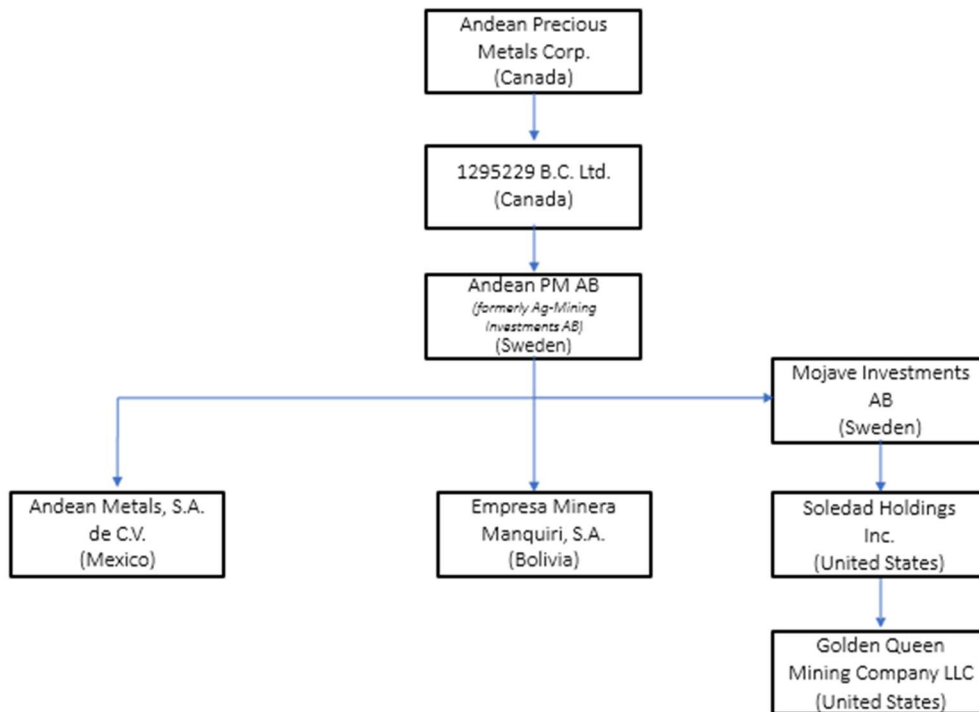 Andean Precious
Metals Corp.
(Canada)
1295229 B.C. Ltd.
(Canada)
Andean PM AB
(formerly Ag-Mining
Investments AB)
(Sweden)
Mojave Investments
AB
(Sweden)
Andean Metals, S.A.
de C.V.
(Mexico)
Empresa Minera
Manquiri, S.A.
(Bolivia)
Soledad Holdings
Inc.
(United States)
Golden Queen
Mining Company LLC
(United States)